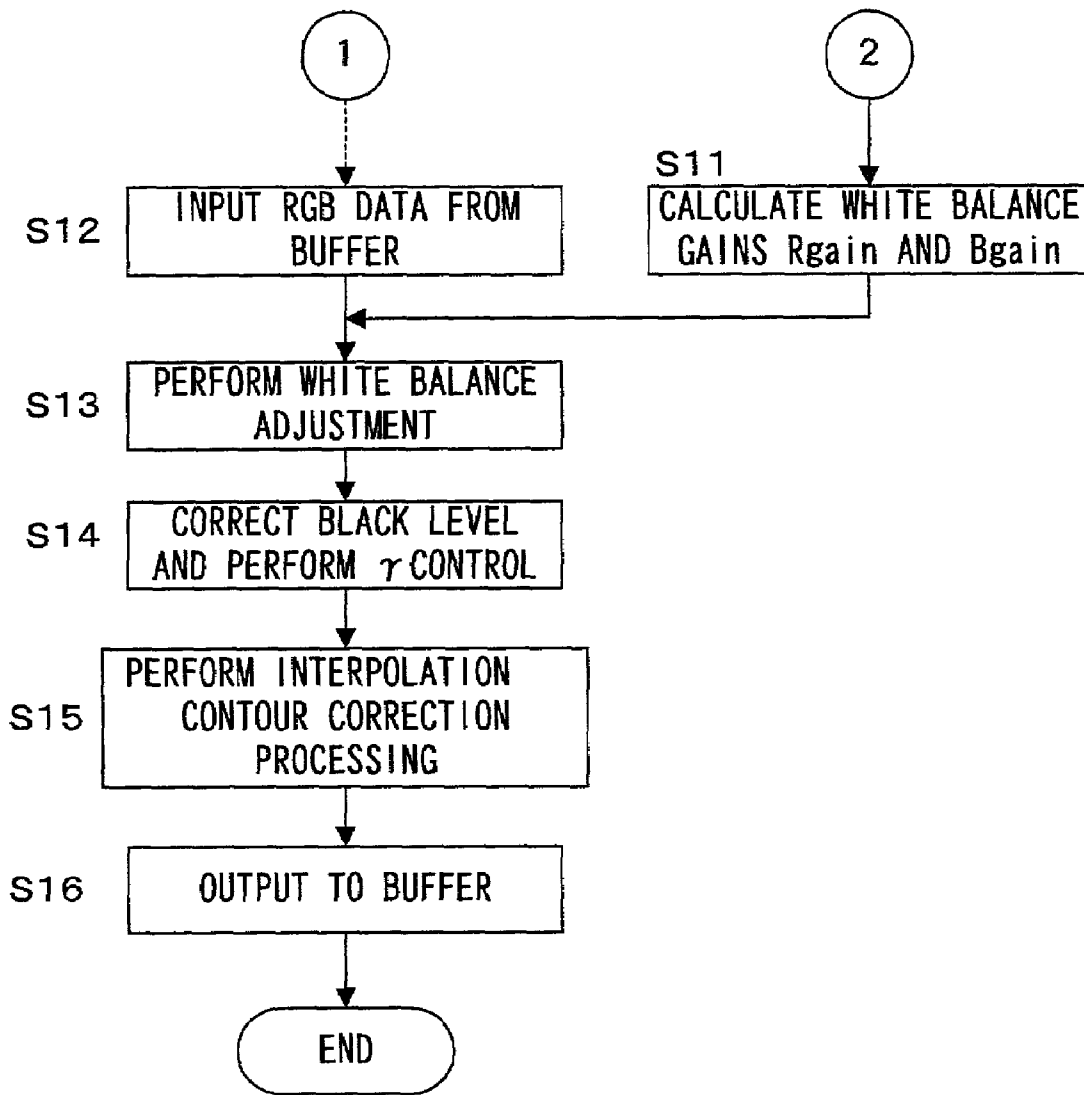 1
2
S11
S12
INPUT RGB DATA FROM
BUFFER
CALCULATE WHITE BALANCE
GAINS Rgain AND Bgain
S13
PERFORM WHITE BALANCE
ADJUSTMENT
S14
CORRECT BLACK LEVEL
AND PERFORM γ CONTROL
S15
PERFORM INTERPOLATION
CONTOUR CORRECTION
PROCESSING
S16
OUTPUT TO BUFFER
END